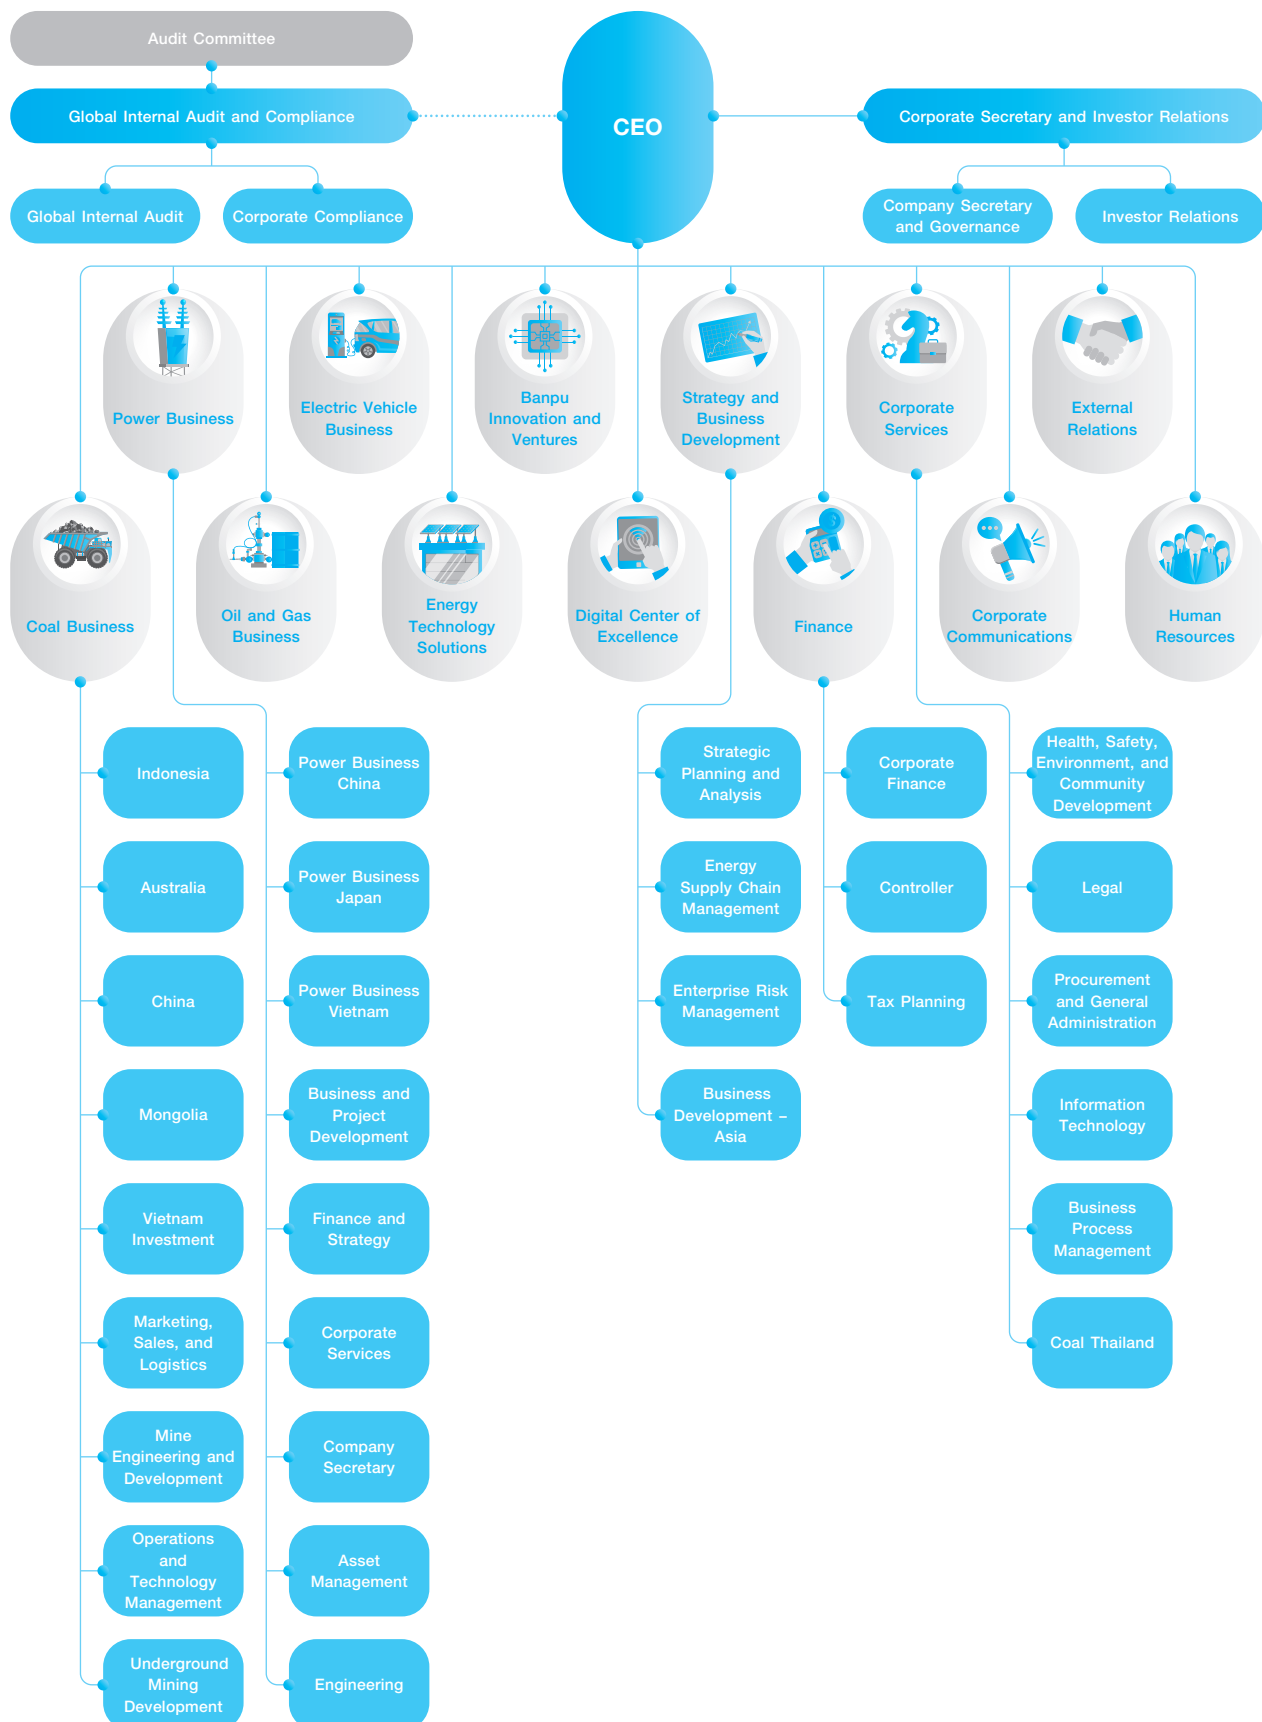 Audit Committee
Global Internal Audit and Compliance
CEO
Corporate Secretary and Investor Relations
Global Internal Audit
Corporate Compliance
Company Secretary
and Governance
Investor Relations
Power Business
Electric Vehicle
Business
Banpu
Innovation and
Ventures
Strategy and
Business
Development
Corporate
Services
External
Relations
Coal Business
Oil and Gas
Business
Energy
Technology
Solutions
Digital Center of
Excellence
Finance
Corporate
Communications
Human
Resources
Indonesia
Australia
China
Mongolia
Vietnam
Investment
Marketing,
Sales, and
Logistics
Mine
Engineering and
Development
Operations
and
Technology
Management
Underground
Mining
Development
Power Business
China
Power Business
Japan
Power Business
Vietnam
Business and
Project
Development
Finance and
Strategy
Corporate
Services
Company
Secretary
Asset
Management
Engineering
Strategic
Planning and
Analysis
Energy
Supply Chain
Management
Enterprise Risk
Management
Business
Development –
Asia
Corporate
Finance
Controller
Tax Planning
Health, Safety,
Environment, and
Community
Development
Legal
Procurement
and General
Administration
Information
Technology
Business
Process
Management
Coal Thailand